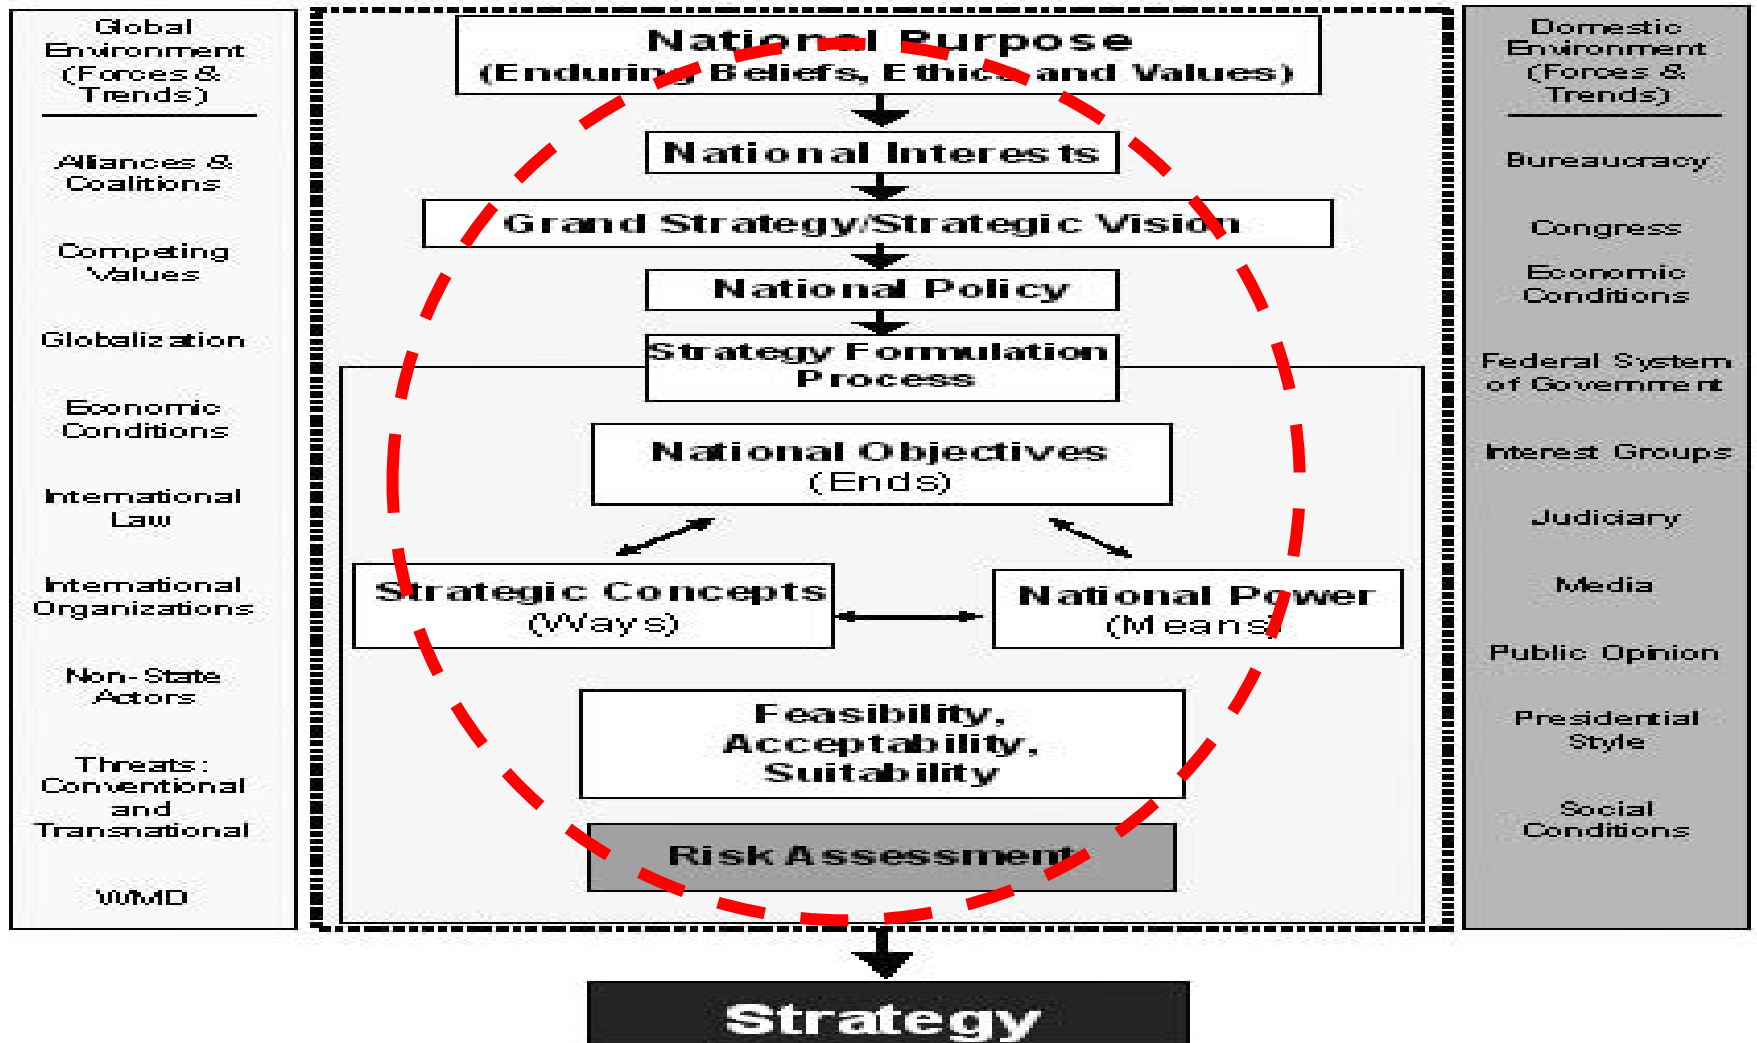 Global
Environment
(Forces &
Trends)
Alliances &
Coalitions
Competing
Values
Globalization
Economic
Conditions
International
Law
International
Organizations
Non-State
Actors
Threats:
Conventional
and
Transnational
WMD
National Purpose
(Enduring Beliefs, Ethics and Values)
National Interests
Grand Strategy/Strategic Vision
National Policy
Strategy Formulation
Process
National Objectives
(Ends)
Strategic Concepts
(Ways)
National Power
(Means)
Feasibility,
Acceptability,
Suitability
Risk Assessment
Strategy
Domestic
Environment
(Forces &
Trends)
Bureaucracy
Congress
Economic
Conditions
Federal System
of Government
Interest Groups
Judiciary
Media
Public Opinion
Presidential
Style
Social
Conditions